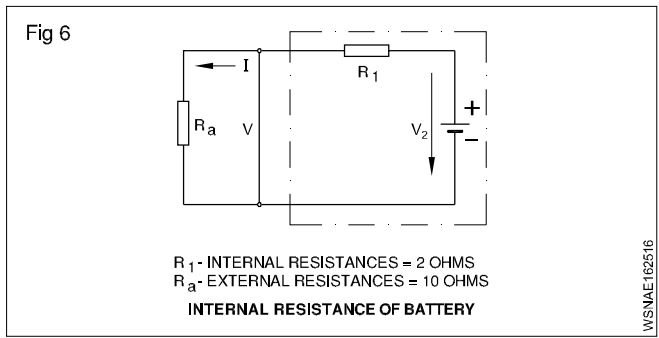 Fig 6
I
R1
Ra
V
V2
+
–
R1- INTERNAL RESISTANCES = 2 OHMS
Ra- EXTERNAL RESISTANCES = 10 OHMS
INTERNAL RESISTANCE OF BATTERY
WSNAE162516